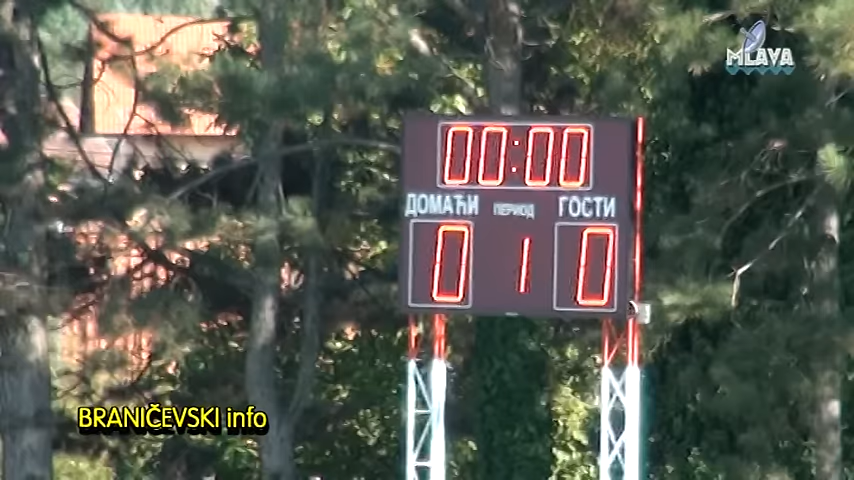 MLAVA
00:00
ДОМАЋИ ПЕРИОД ГОСТИ
0 1 0
BRANIČEVSKI info